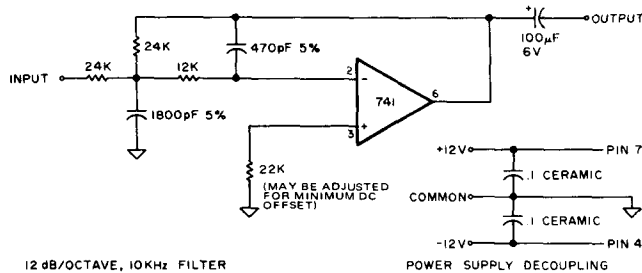 +
OUTPUT
24K
470pF 5%
100µF
6V
INPUT
24K
12K
2
-
741
6
1800pF 5%
3
+
22K
(MAY BE ADJUSTED
FOR MINIMUM DC
OFFSET)
+12V
PIN 7
.1 CERAMIC
COMMON
.1 CERAMIC
-12V
PIN 4
12 dB/OCTAVE, 10KHz FILTER
POWER SUPPLY DECOUPLING